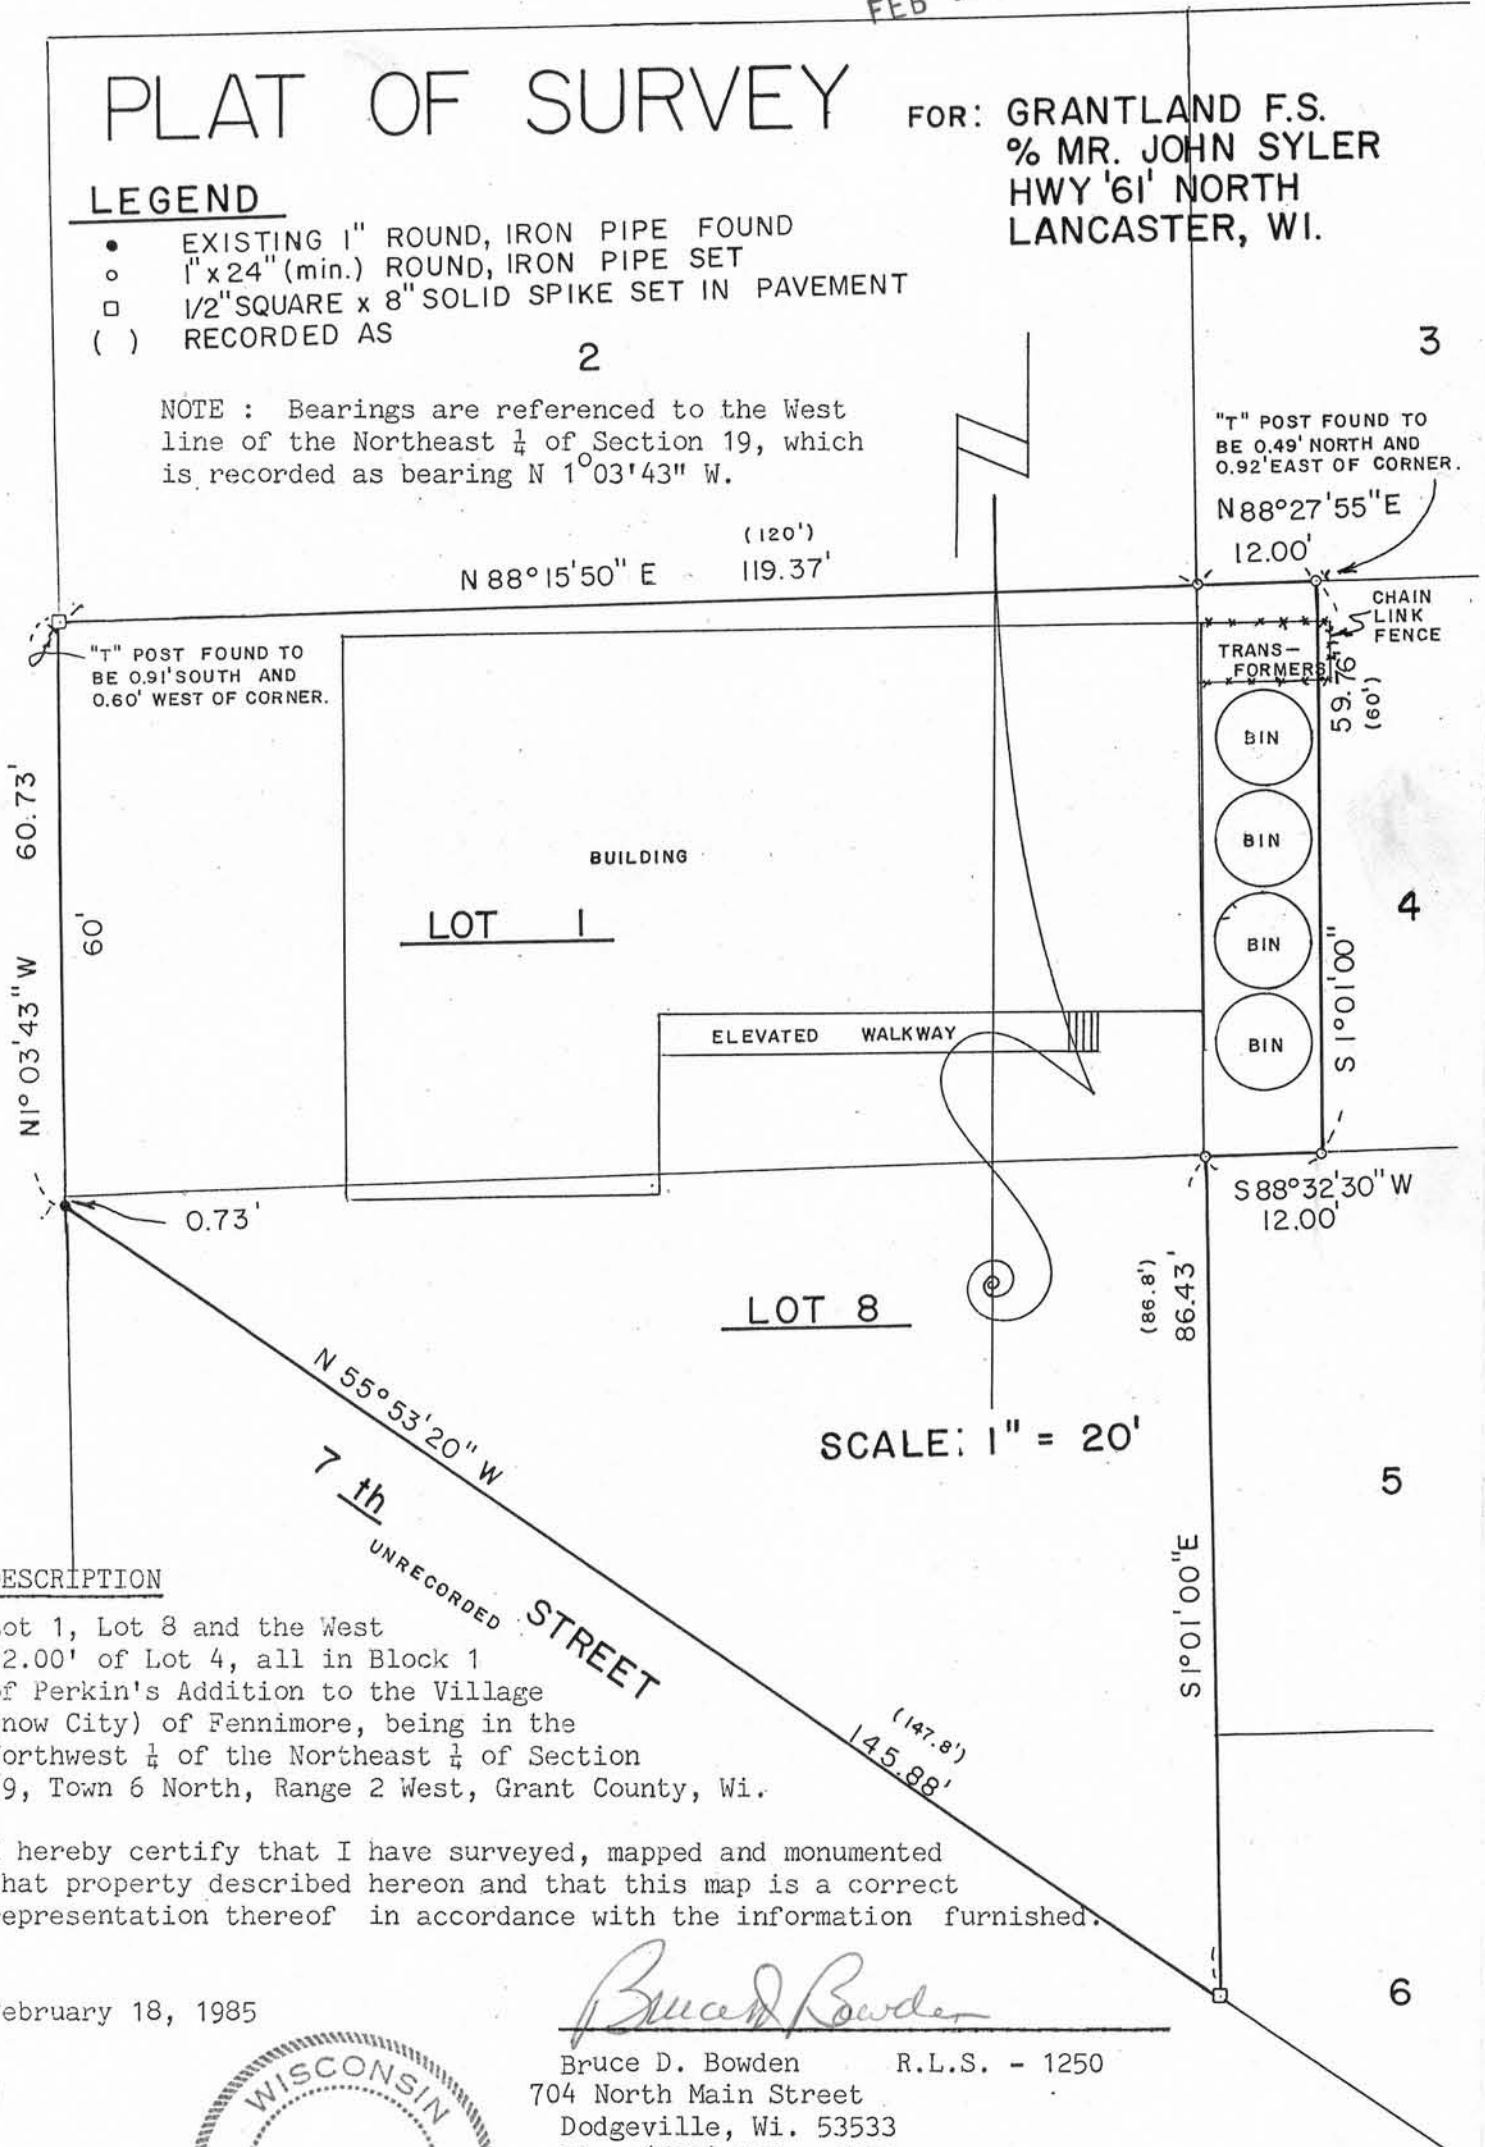 FEB
PLAT OF SURVEY
FOR: GRANTLAND F.S.
% MR. JOHN SYLER
HWY '61' NORTH
LANCASTER, WI.
LEGEND
● EXISTING 1" ROUND, IRON PIPE FOUND
○ 1" x 24" (min.) ROUND, IRON PIPE SET
□ 1/2" SQUARE x 8" SOLID SPIKE SET IN PAVEMENT
( ) RECORDED AS
2
3
NOTE : Bearings are referenced to the West
line of the Northeast ¼ of Section 19, which
is recorded as bearing N 1°03'43" W.
"T" POST FOUND TO
BE 0.49' NORTH AND
0.92' EAST OF CORNER.
N 88°27'55" E
12.00'
(120')
N 88°15'50" E 119.37'
CHAIN
LINK
FENCE
"T" POST FOUND TO
BE 0.91' SOUTH AND
0.60' WEST OF CORNER.
TRANS-
FORMERS
59.76'
(60')
BIN
BIN
BIN
BIN
N1°03'43" W 60.73'
60'
BUILDING
LOT 1
4
S 1°01'00"
ELEVATED WALKWAY
0.73'
S 88°32'30" W
12.00'
LOT 8
(86.8')
86.43'
N 55°53'20" W
SCALE: 1" = 20'
7 th
UNRECORDED
STREET
5
S1°01'00"E
(147.8')
145.88'
ESCRIPTION
ot 1, Lot 8 and the West
2.00' of Lot 4, all in Block 1
f Perkin's Addition to the Village
now City) of Fennimore, being in the
orthwest ¼ of the Northeast ¼ of Section
9, Town 6 North, Range 2 West, Grant County, Wi.
hereby certify that I have surveyed, mapped and monumented
hat property described hereon and that this map is a correct
epresentation thereof in accordance with the information furnished.
6
ebruary 18, 1985
Bruce D Bowden
Bruce D. Bowden R.L.S. - 1250
704 North Main Street
Dodgeville, Wi. 53533
WISCONSIN